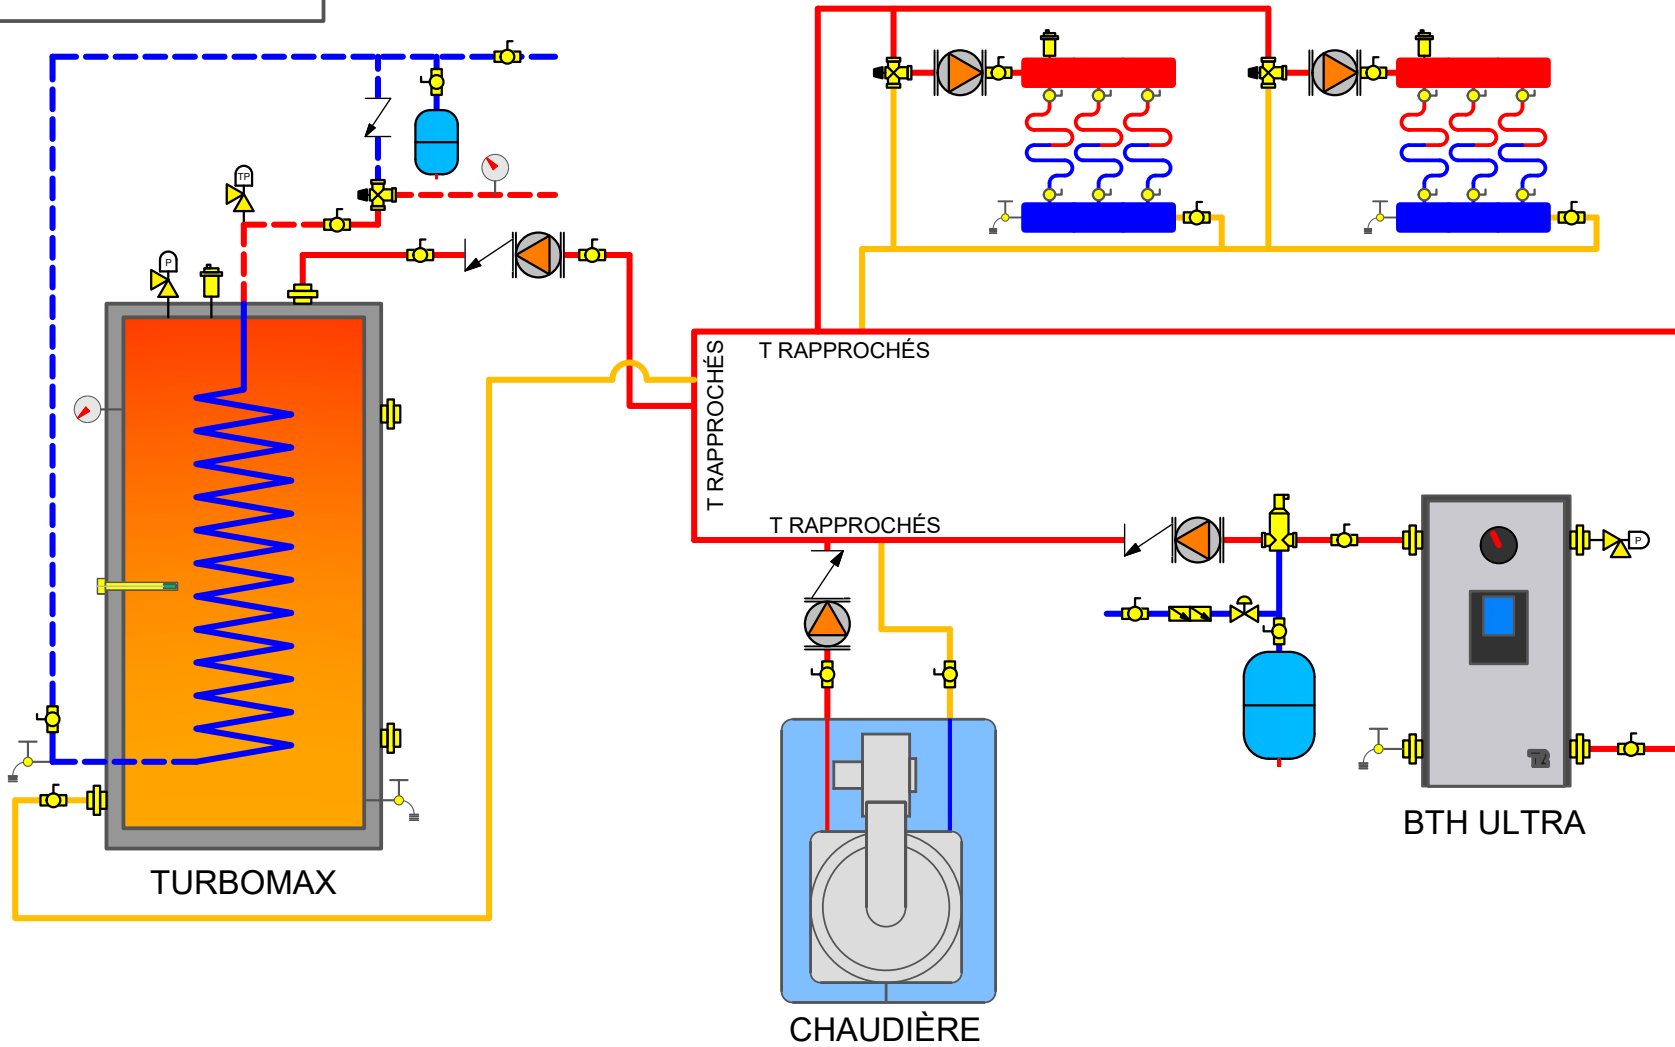 TP
P
T RAPPROCHÉS
T RAPPROCHÉS
T RAPPROCHÉS
P
BTH ULTRA
TURBOMAX
CHAUDIÈRE